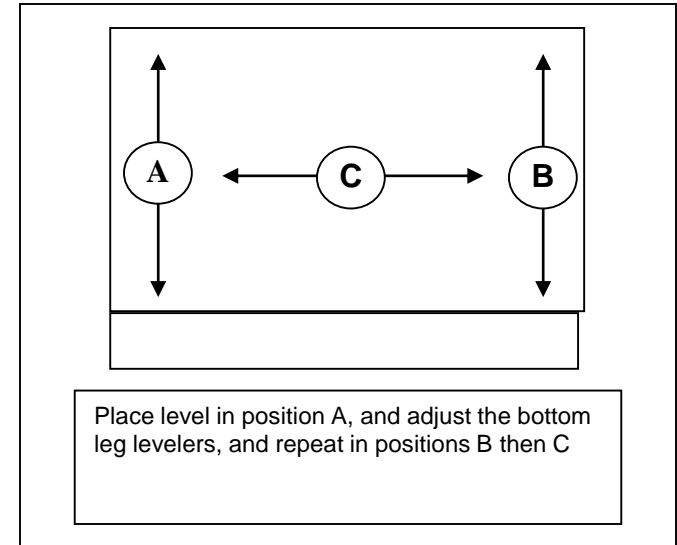 A
C
B
Place level in position A, and adjust the bottom
leg levelers, and repeat in positions B then C